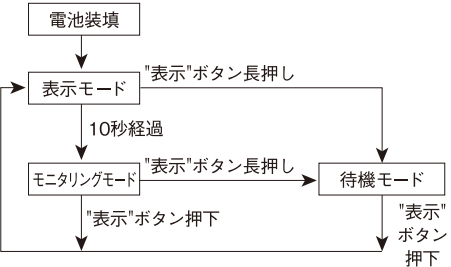 電池装填
表示モード
"表示"ボタン長押し
10秒経過
モニタリングモード
"表示"ボタン長押し
待機モード
"表示"ボタン押下
"表示"
ボタン
押下